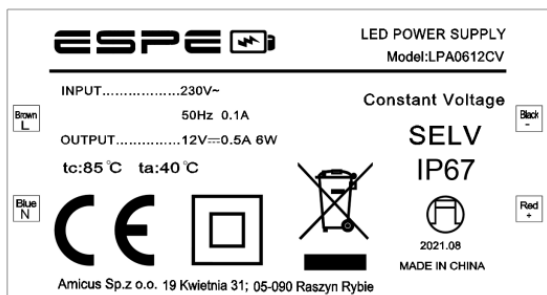 ESPE
LED POWER SUPPLY
Model:LPA0612CV
INPUT..................230V~
50Hz 0.1A
OUTPUT...............12V⎓0.5A 6W
tc:85℃ ta:40℃
Constant Voltage
SELV
IP67
Brown
L
Blue
N
Black
-
Red
+
CE
2021.08
MADE IN CHINA
Amicus Sp.z o.o. 19 Kwietnia 31; 05-090 Raszyn Rybie